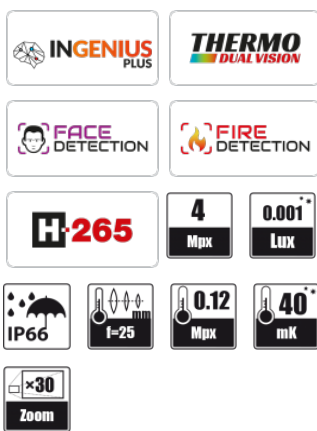 INGENIUS
PLUS
THERMO
DUAL VISION
FACE
DETECTION
FIRE
DETECTION
H·265
4
Mpx
0.001**
Lux
IP66
f=25
0.12
Mpx
40**
mK
×30
Zoom